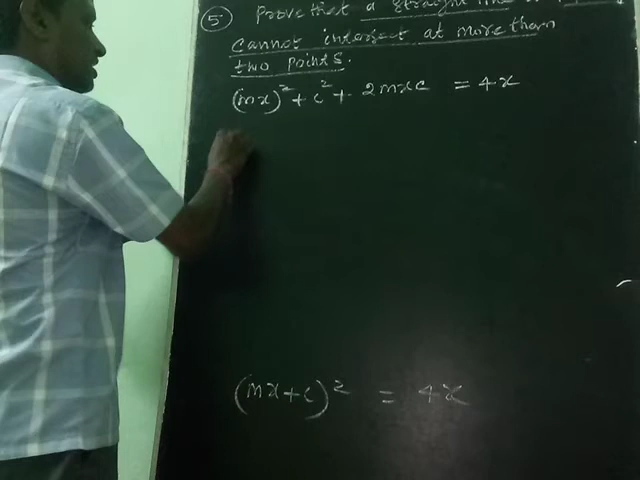 (5) Prove that a straight line
cannot intersect at more than
two points.
(mx)² + c² + 2mxc = 4x
(mx+c)² = 4x